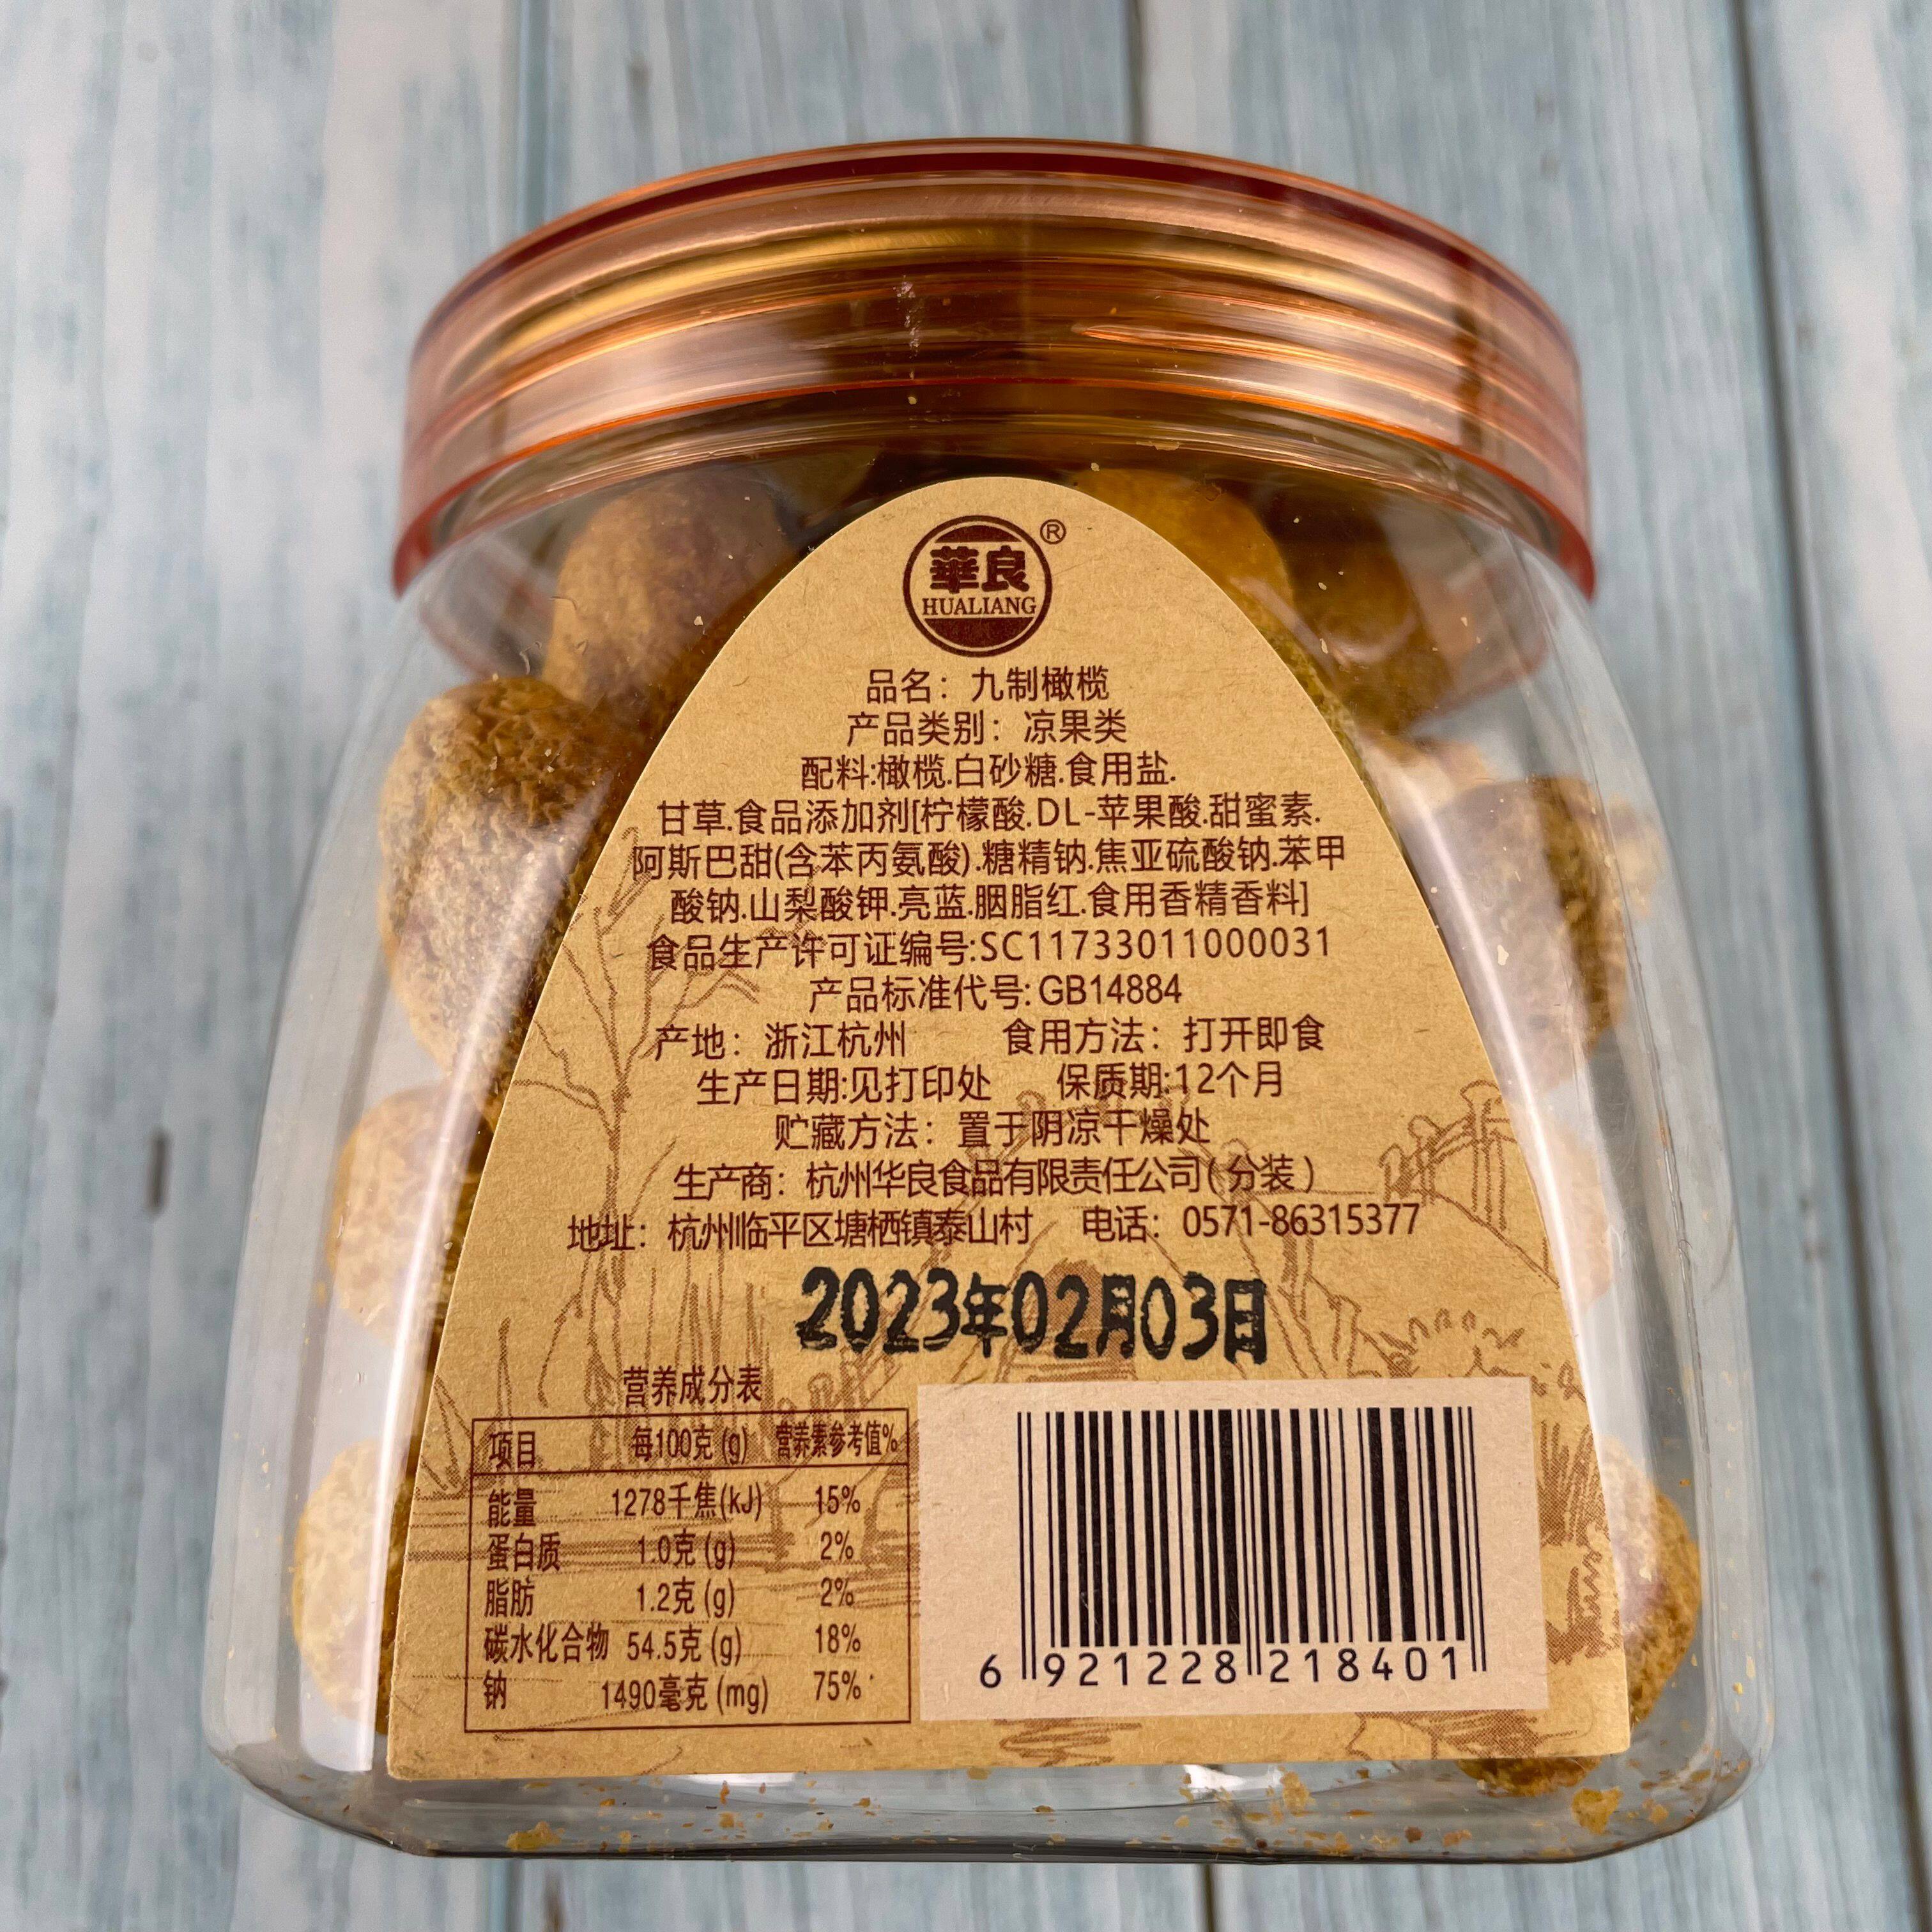 華良
HUALIANG
®
品名：九制橄榄
产品类别：凉果类
配料:橄榄.白砂糖.食用盐.
甘草.食品添加剂[柠檬酸.DL-苹果酸.甜蜜素.
阿斯巴甜(含苯丙氨酸).糖精钠.焦亚硫酸钠.苯甲
酸钠.山梨酸钾.亮蓝.胭脂红.食用香精香料]
食品生产许可证编号:SC11733011000031
产品标准代号:GB14884
产地：浙江杭州 食用方法：打开即食
生产日期:见打印处 保质期:12个月
贮藏方法：置于阴凉干燥处
生产商：杭州华良食品有限责任公司(分装)
地址：杭州临平区塘栖镇泰山村 电话：0571-86315377
2023年02月03日
营养成分表
项目 每100克(g) 营养素参考值%
能量 1278千焦(kJ) 15%
蛋白质 1.0克(g) 2%
脂肪 1.2克(g) 2%
碳水化合物 54.5克(g) 18%
钠 1490毫克(mg) 75%
6 921228 218401